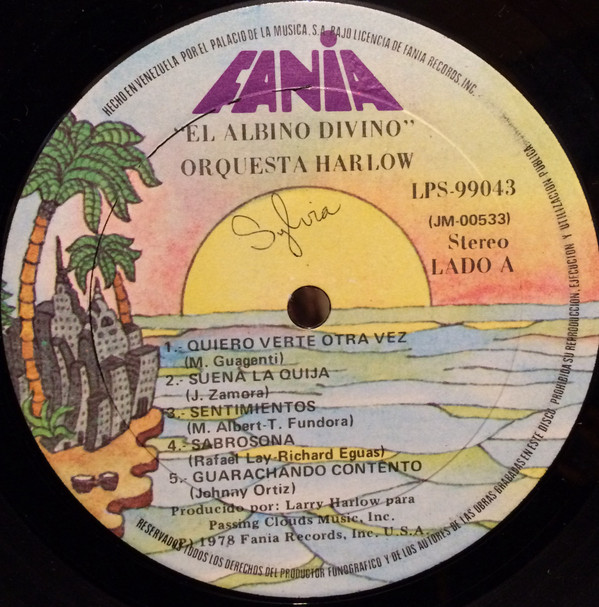 HECHO EN VENEZUELA POR EL PALACIO DE LA MUSICA, S.A. BAJO LICENCIA DE FANIA RECORDS, INC.
FANIA
"EL ALBINO DIVINO"
ORQUESTA HARLOW
LPS-99043
(JM-00533)
Stereo
LADO A
Sylvia
1.- QUIERO VERTE OTRA VEZ
(M. Guagenti)
2.- SUENA LA OUIJA
(J. Zamora)
3.- SENTIMIENTOS
(M. Albert-T. Fundora)
4.- SABROSONA
(Rafael Lay-Richard Eguas)
5.- GUARACHANDO CONTENTO
(Johnny Ortiz)
Producido por: Larry Harlow para
Passing Clouds Music, Inc.
(P) 1978 Fania Records, Inc. U.S.A.
RESERVADOS TODOS LOS DERECHOS DEL PRODUCTOR FONOGRAFICO Y DE LOS AUTORES DE LAS OBRAS GRABADAS EN ESTE DISCO. PROHIBIDA SU REPRODUCCION, EJECUCION Y UTILIZACION PUBLICA